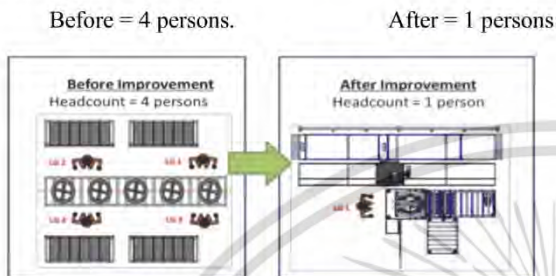 Before = 4 persons.
After = 1 persons
Before Improvement
Headcount = 4 persons
After Improvement
Headcount = 1 person